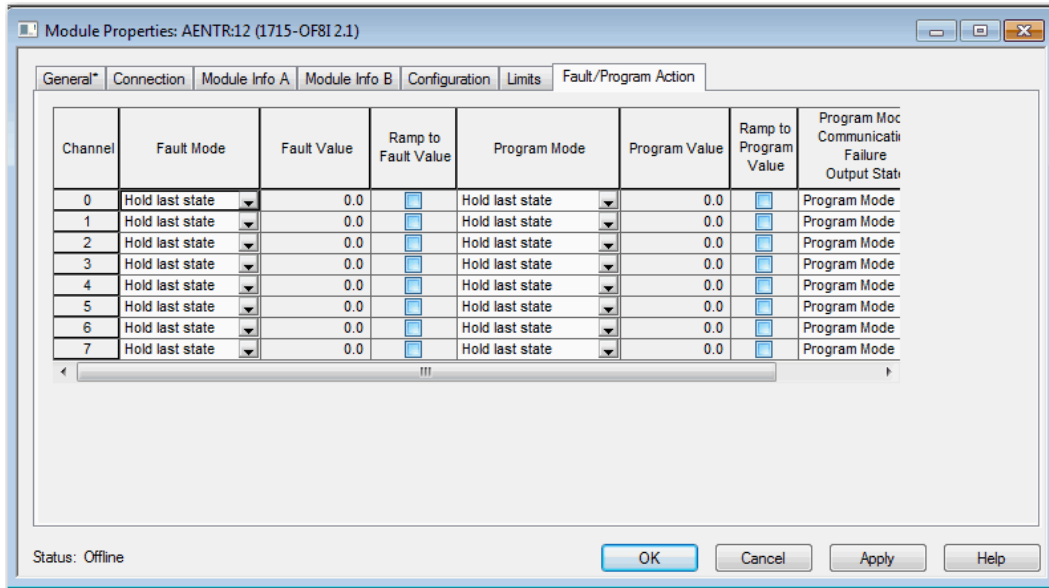 Module Properties: AENTR:12 (1715-OF8I 2.1)
General* Connection Module Info A Module Info B Configuration Limits Fault/Program Action
Channel Fault Mode Fault Value Ramp to Fault Value Program Mode Program Value Ramp to Program Value Program Mod Communicati Failure Output State
0 Hold last state 0.0 Hold last state 0.0 Program Mode
1 Hold last state 0.0 Hold last state 0.0 Program Mode
2 Hold last state 0.0 Hold last state 0.0 Program Mode
3 Hold last state 0.0 Hold last state 0.0 Program Mode
4 Hold last state 0.0 Hold last state 0.0 Program Mode
5 Hold last state 0.0 Hold last state 0.0 Program Mode
6 Hold last state 0.0 Hold last state 0.0 Program Mode
7 Hold last state 0.0 Hold last state 0.0 Program Mode
Status: Offline OK Cancel Apply Help